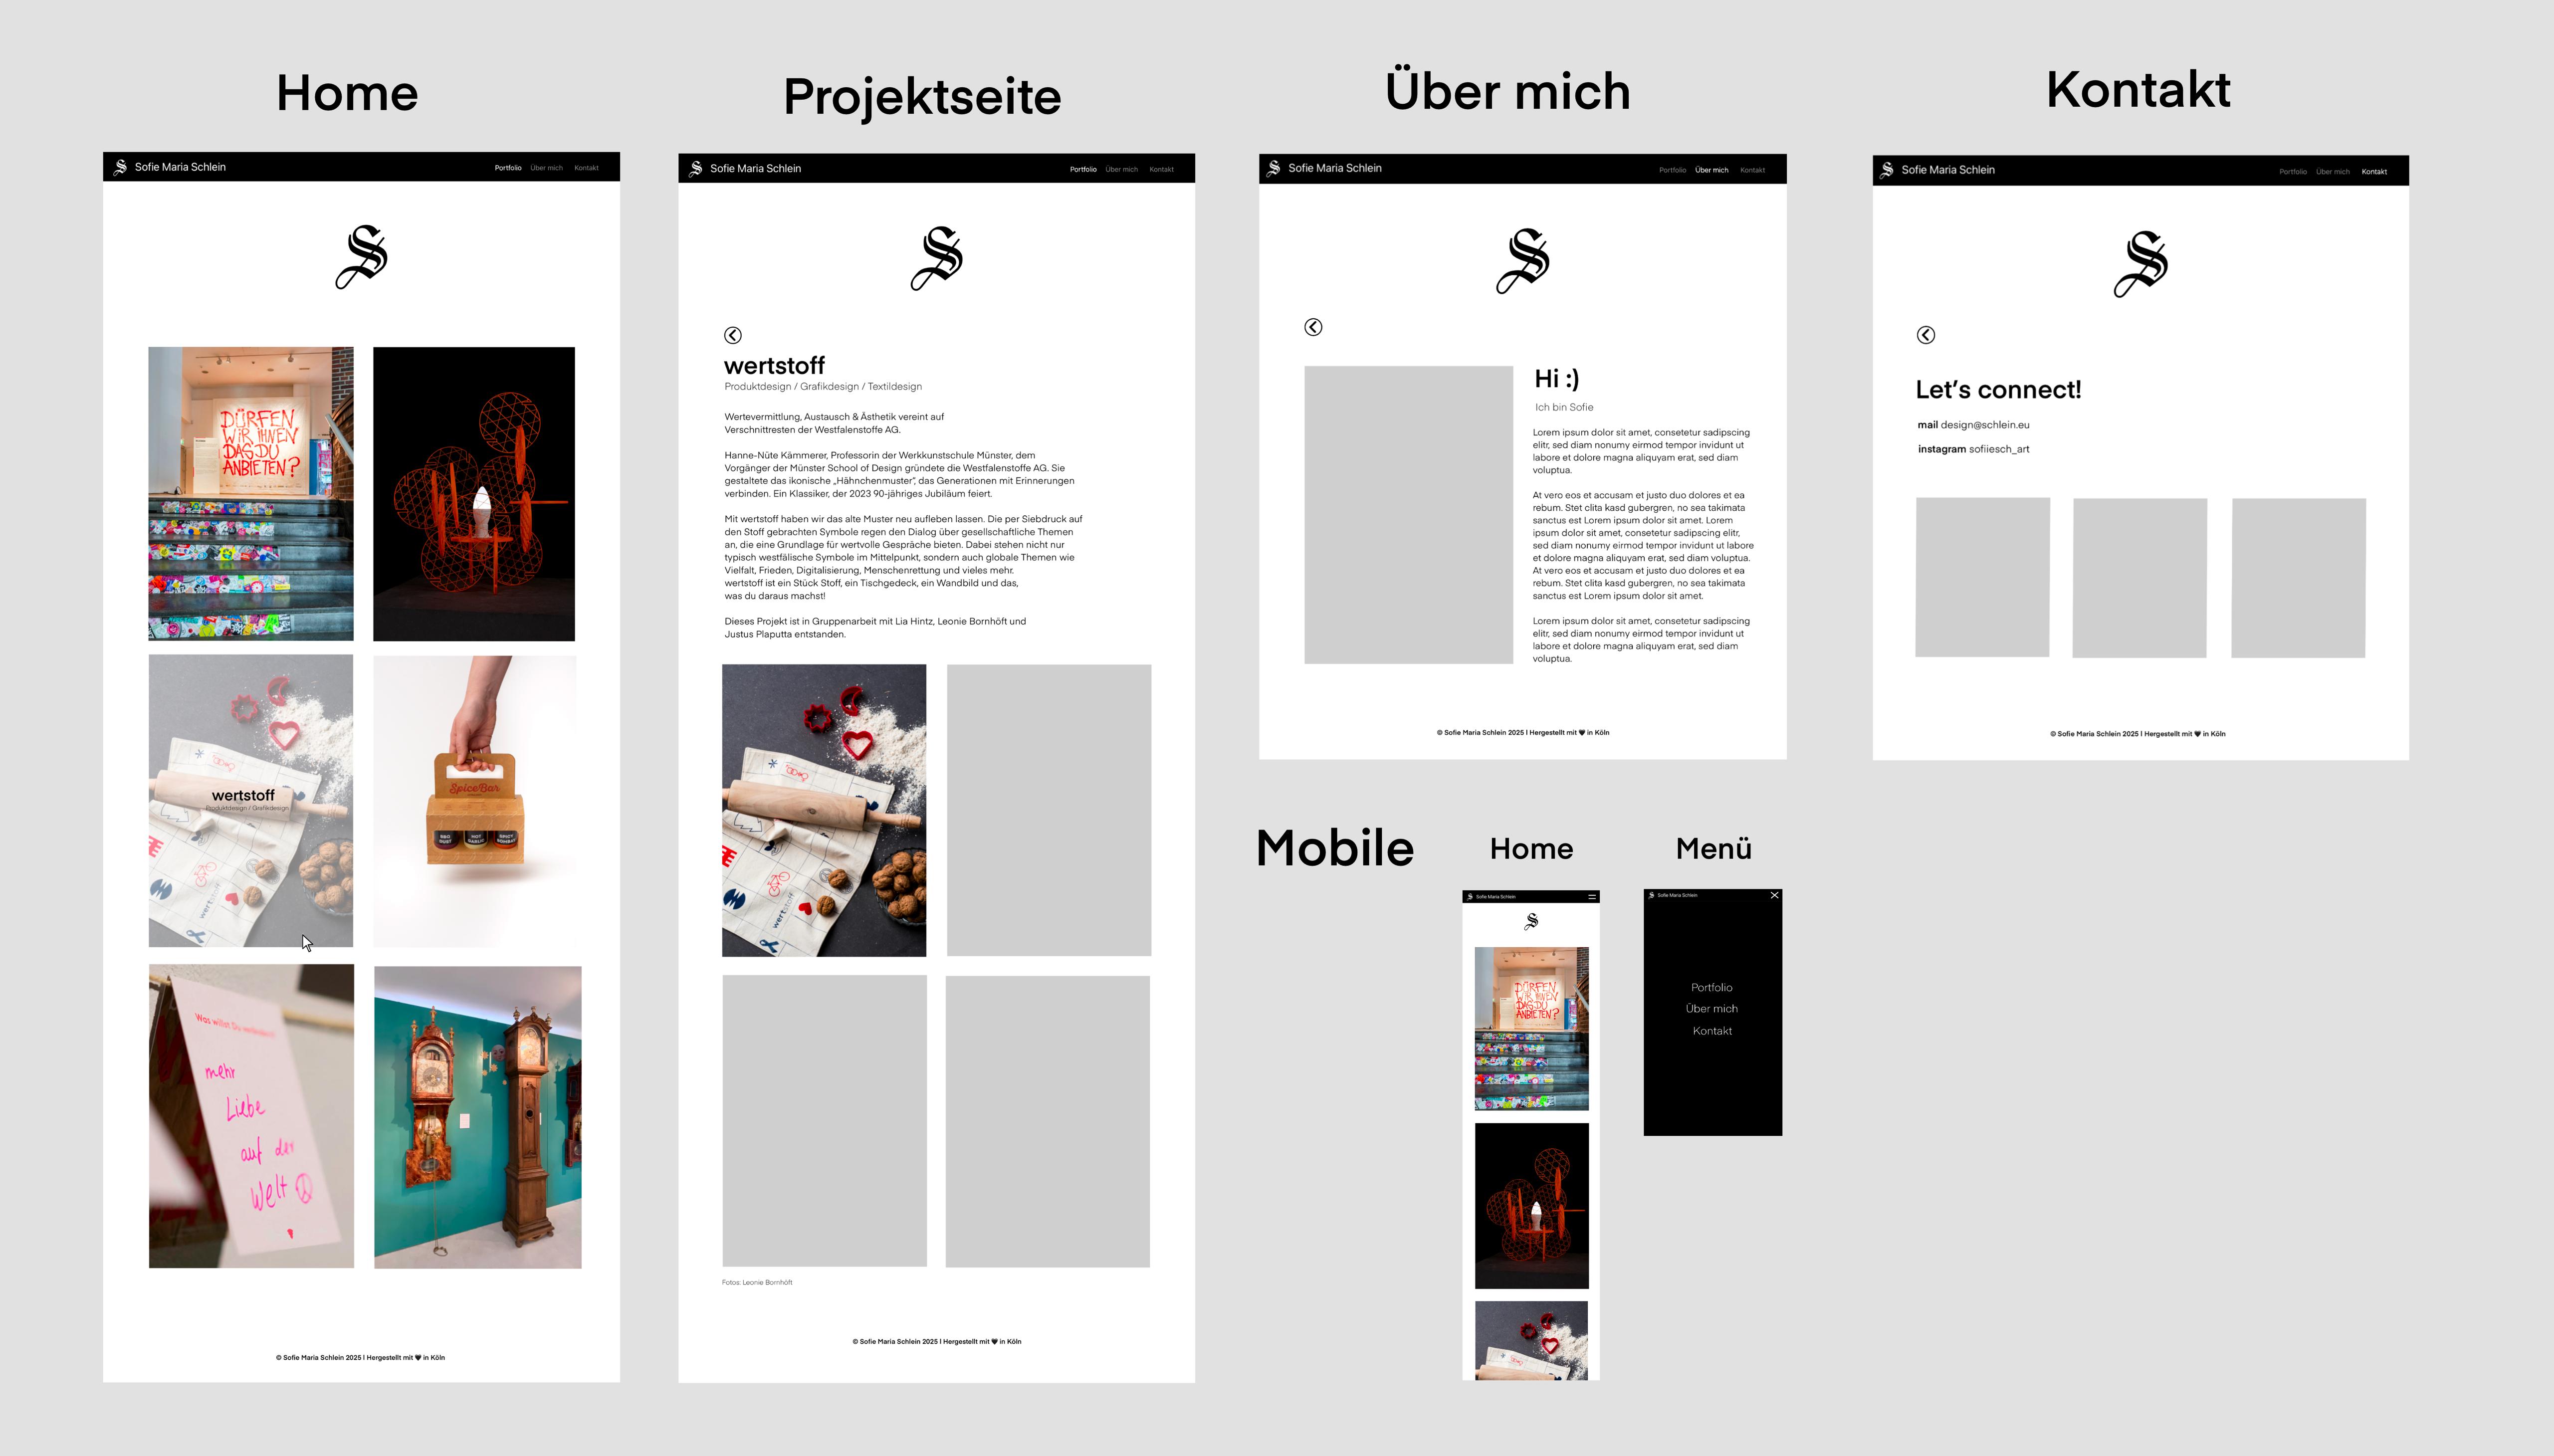 Home
Projektseite
Über mich
Kontakt
Sofie Maria Schlein
Portfolio Über mich Kontakt
S
DÜRFEN
WIR IHNEN
DAS DU
ANBIETEN?
wertstoff
Produktdesign / Grafikdesign
wertstoff
SpiceBar
BBQ DUST
HOT GARLIC
SPICY BOMBAY
Was willst Du
mehr
Liebe
auf der
Welt
© Sofie Maria Schlein 2025 I Hergestellt mit 🖤 in Köln
Sofie Maria Schlein
Portfolio Über mich Kontakt
S
wertstoff
Produktdesign / Grafikdesign / Textildesign
Wertevermittlung, Austausch & Ästhetik vereint auf
Verschnittresten der Westfalenstoffe AG.
Hanne-Nüte Kämmerer, Professorin der Werkkunstschule Münster, dem
Vorgänger der Münster School of Design gründete die Westfalenstoffe AG. Sie
gestaltete das ikonische „Hähnchenmuster“, das Generationen mit Erinnerungen
verbinden. Ein Klassiker, der 2023 90-jähriges Jubiläum feiert.
Mit wertstoff haben wir das alte Muster neu aufleben lassen. Die per Siebdruck auf
den Stoff gebrachten Symbole regen den Dialog über gesellschaftliche Themen
an, die eine Grundlage für wertvolle Gespräche bieten. Dabei stehen nicht nur
typisch westfälische Symbole im Mittelpunkt, sondern auch globale Themen wie
Vielfalt, Frieden, Digitalisierung, Menschenrettung und vieles mehr.
wertstoff ist ein Stück Stoff, ein Tischgedeck, ein Wandbild und das,
was du daraus machst!
Dieses Projekt ist in Gruppenarbeit mit Lia Hintz, Leonie Bornhöft und
Justus Plaputta entstanden.
wertstoff
Fotos: Leonie Bornhöft
© Sofie Maria Schlein 2025 I Hergestellt mit 🖤 in Köln
Sofie Maria Schlein
Portfolio Über mich Kontakt
S
Hi :)
Ich bin Sofie
Lorem ipsum dolor sit amet, consetetur sadipscing
elitr, sed diam nonumy eirmod tempor invidunt ut
labore et dolore magna aliquyam erat, sed diam
voluptua.
At vero eos et accusam et justo duo dolores et ea
rebum. Stet clita kasd gubergren, no sea takimata
sanctus est Lorem ipsum dolor sit amet. Lorem
ipsum dolor sit amet, consetetur sadipscing elitr,
sed diam nonumy eirmod tempor invidunt ut labore
et dolore magna aliquyam erat, sed diam voluptua.
At vero eos et accusam et justo duo dolores et ea
rebum. Stet clita kasd gubergren, no sea takimata
sanctus est Lorem ipsum dolor sit amet.
Lorem ipsum dolor sit amet, consetetur sadipscing
elitr, sed diam nonumy eirmod tempor invidunt ut
labore et dolore magna aliquyam erat, sed diam
voluptua.
© Sofie Maria Schlein 2025 I Hergestellt mit 🖤 in Köln
Sofie Maria Schlein
Portfolio Über mich Kontakt
S
Let’s connect!
mail design@schlein.eu
instagram sofiiesch_art
© Sofie Maria Schlein 2025 I Hergestellt mit 🖤 in Köln
Mobile
Home
Menü
Sofie Maria Schlein
S
DÜRFEN
WIR IHNEN
DAS DU
ANBIETEN?
Sofie Maria Schlein
Portfolio
Über mich
Kontakt